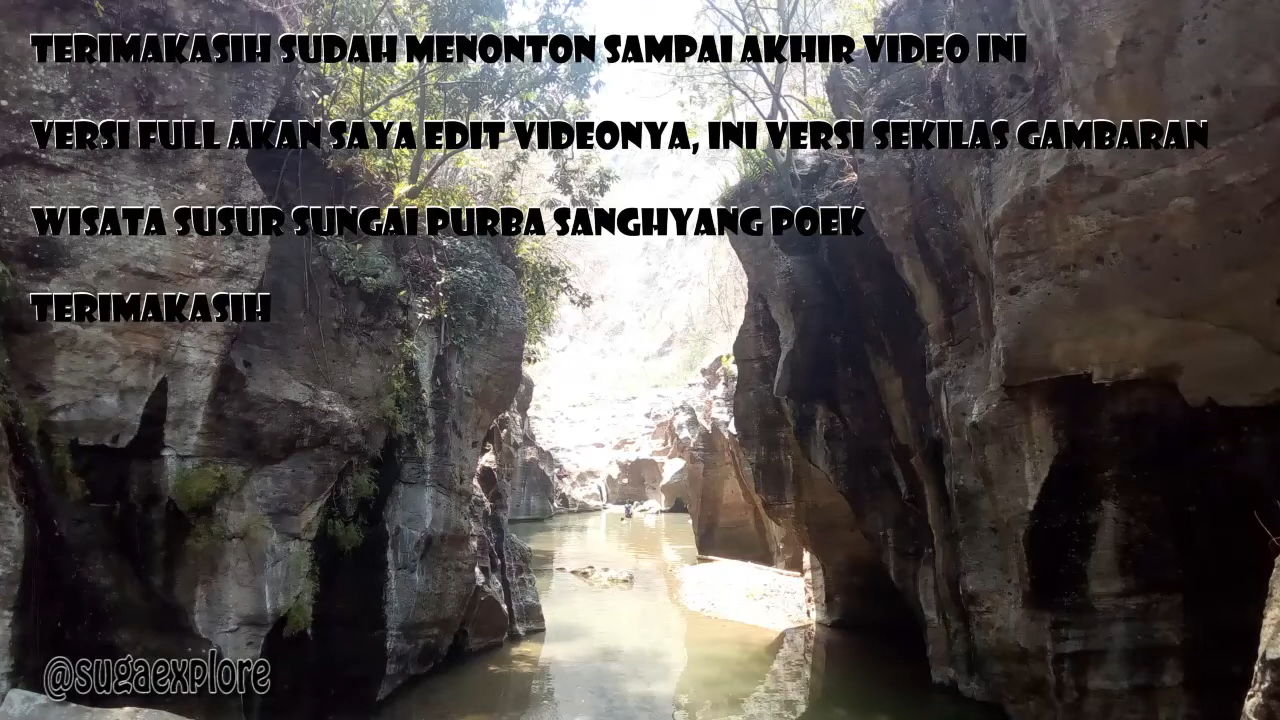 TERIMAKASIH SUDAH MENONTON SAMPAI AKHIR VIDEO INI
VERSI FULL AKAN SAYA EDIT VIDEONYA, INI VERSI SEKILAS GAMBARAN
WISATA SUSUR SUNGAI PURBA SANGHYANG POEK
TERIMAKASIH
@sugaexplore